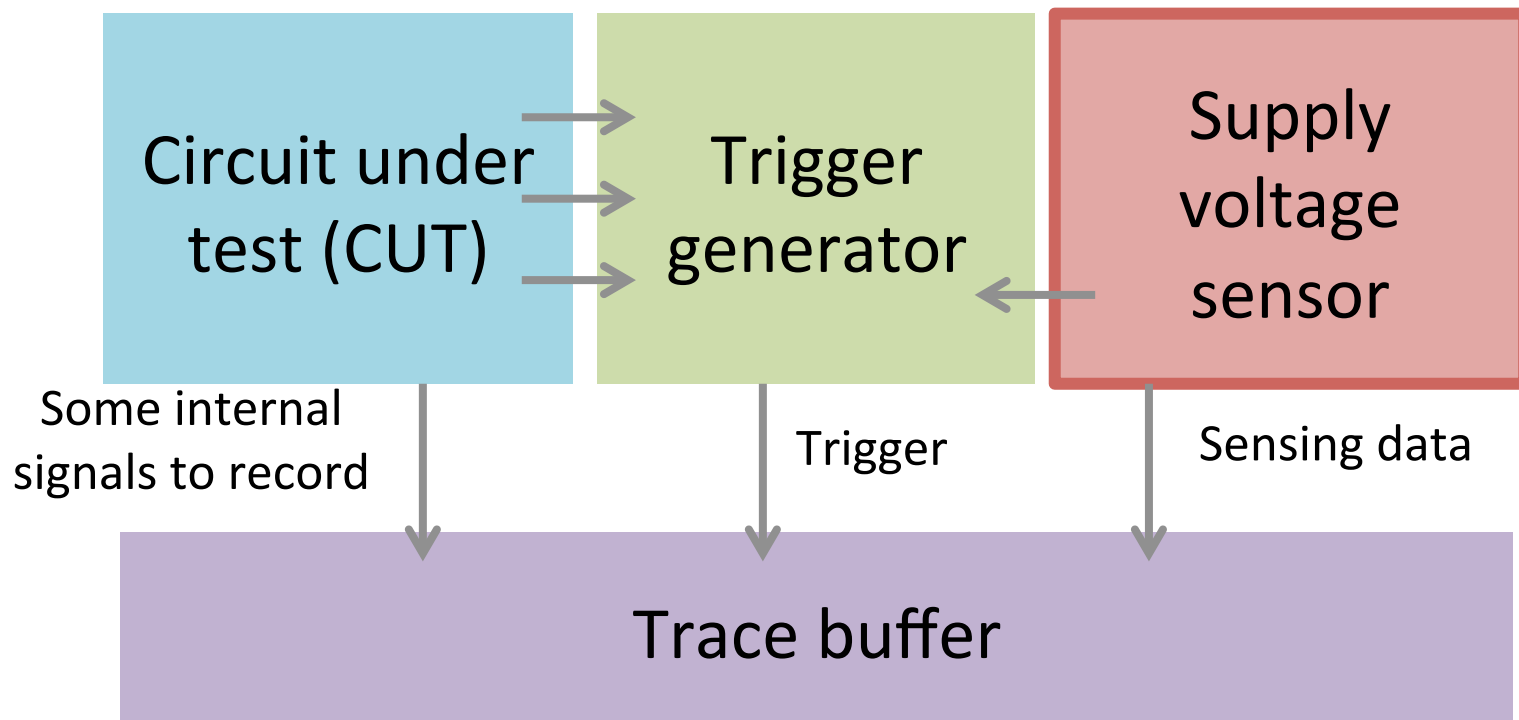 Circuit under
test (CUT)
Trigger
generator
Supply
voltage
sensor
Some internal
signals to record
Trigger
Sensing data
Trace buffer